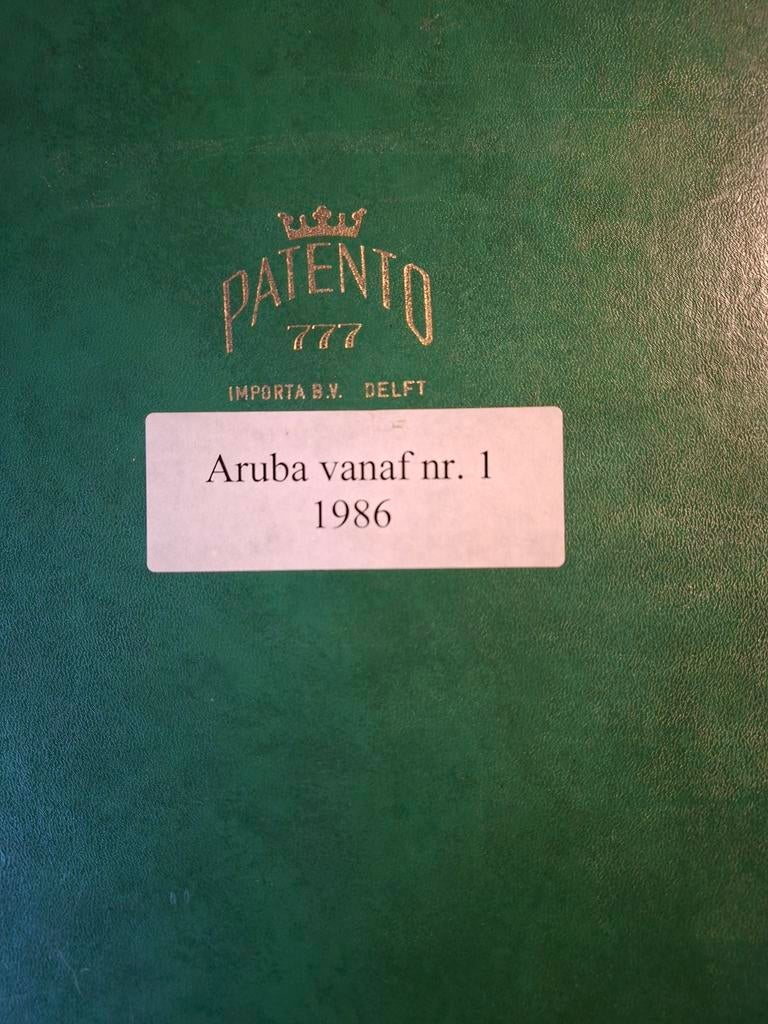 PATENTO
777
IMPORTA B.V. DELFT
Aruba vanaf nr. 1
1986